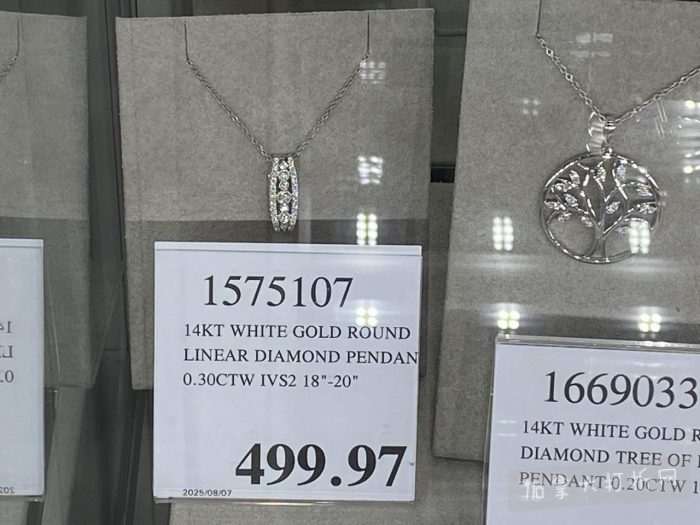 1575107
14KT WHITE GOLD ROUND
LINEAR DIAMOND PENDAN
0.30CTW IVS2 18"-20"
499.97
2025/08/07
1669033
14KT WHITE GOLD R
DIAMOND TREE OF
PENDANT 0.20CTW 1